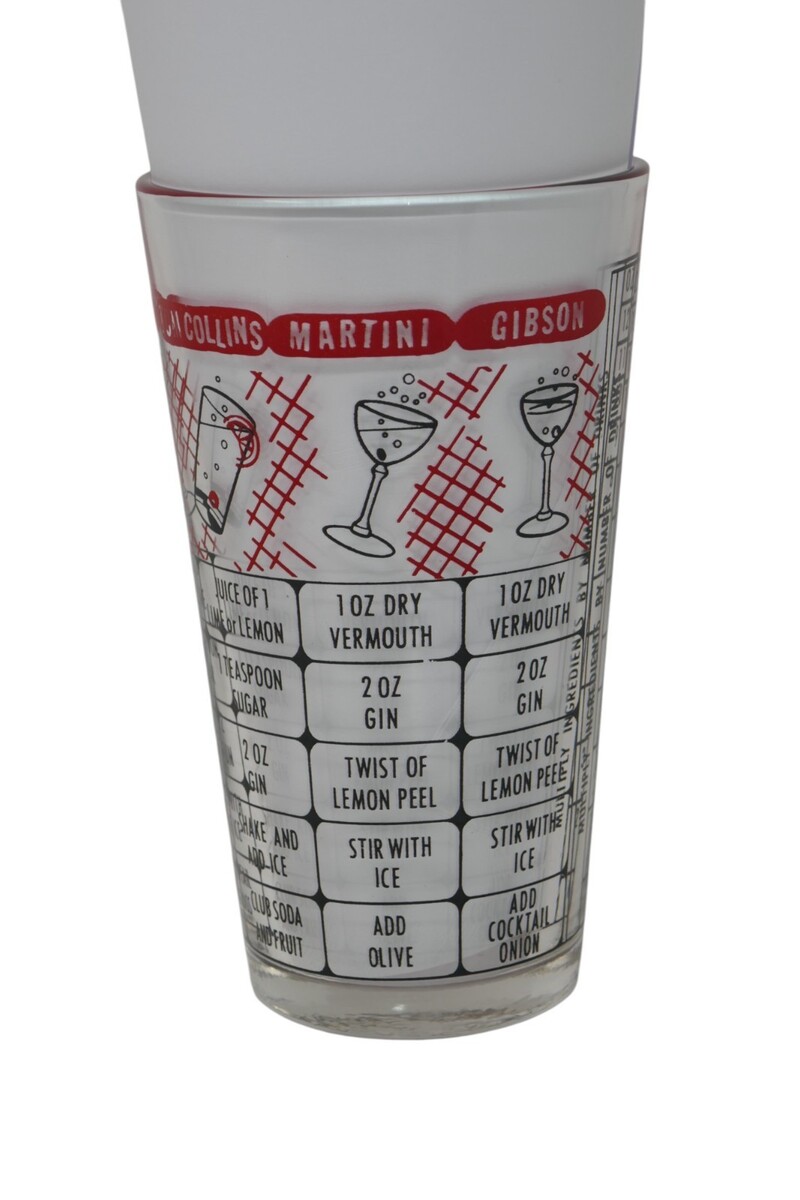 COLLINS
JUICE OF 1
LIME or LEMON
1 TEASPOON
SUGAR
2 OZ
GIN
SHAKE AND
ADD ICE
CLUB SODA
AND FRUIT
MARTINI
1 OZ DRY
VERMOUTH
2 OZ
GIN
TWIST OF
LEMON PEEL
STIR WITH
ICE
ADD
OLIVE
GIBSON
1 OZ DRY
VERMOUTH
2 OZ
GIN
TWIST OF
LEMON PEEL
STIR WITH
ICE
ADD
COCKTAIL
ONION
MULTIPLY INGREDIENTS BY NUMBER OF DRINKS